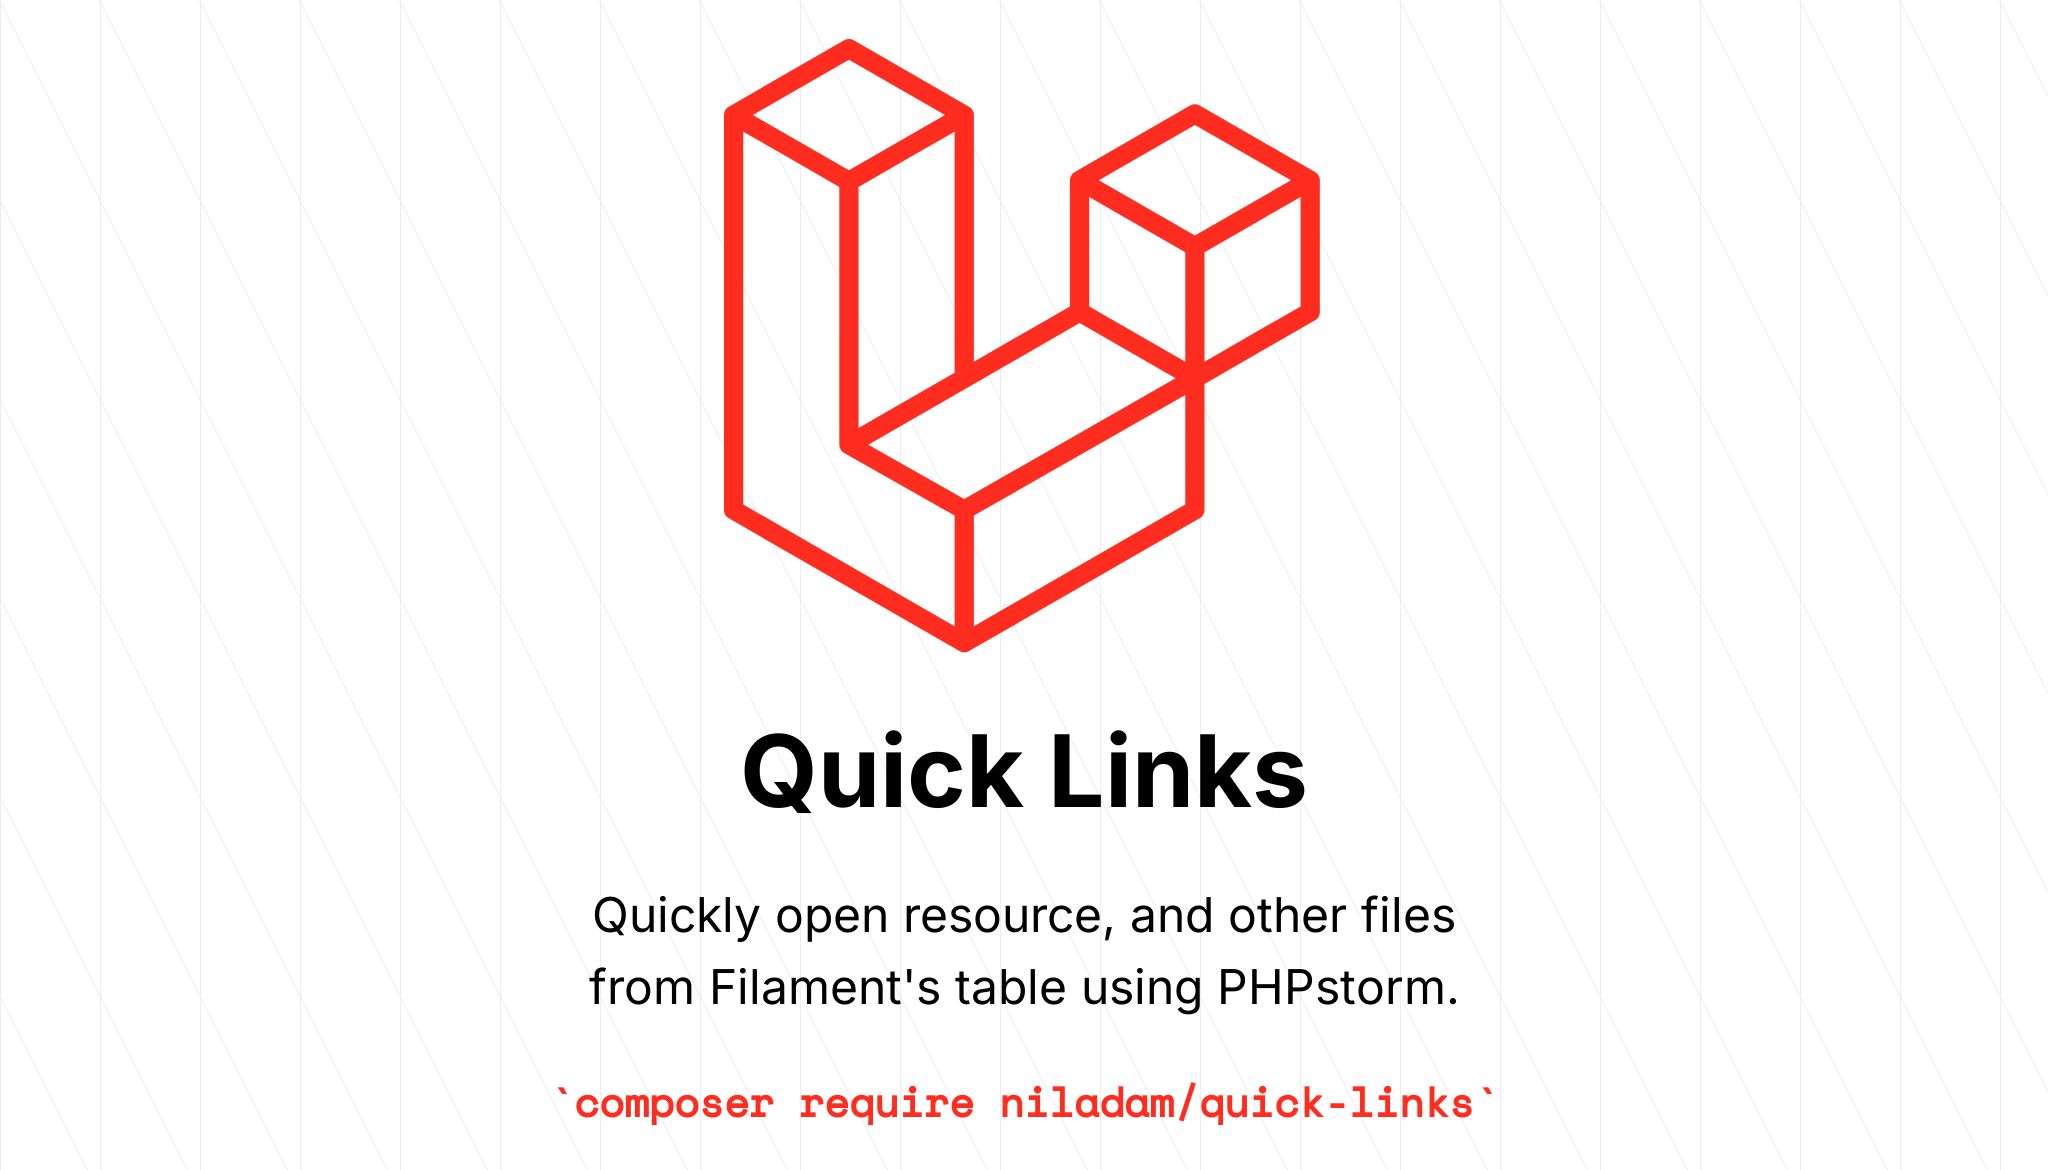 Quick Links
Quickly open resource, and other files
from Filament's table using PHPstorm.
`composer require niladam/quick-links`